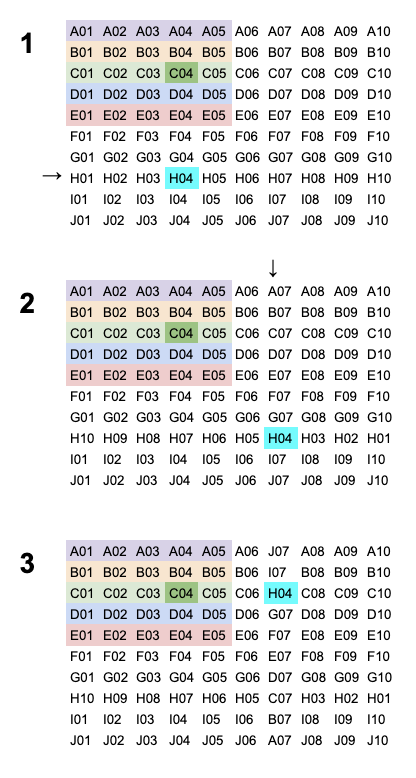 A01 A02 A03 A04 A05 A06 A07 A08 A09 A10
1 B01 B02 B03 B04 B05 B06 B07 B08 B09 B10
C01 C02 C03 C04 C05 C06 C07 C08 C09 C10
D01 D02 D03 D04 D05 D06 D07 D08 D09 D10
E01 E02 E03 E04 E05 E06 E07 E08 E09 E10
F01 F02 F03 F04 F05 F06 F07 F08 F09 F10
G01 G02 G03 G04 G05 G06 G07 G08 G09 G10
→ H01 H02 H03 H04 H05 H06 H07 H08 H09 H10
I01 I02 I03 I04 I05 I06 I07 I08 I09 I10
J01 J02 J03 J04 J05 J06 J07 J08 J09 J10
↓
A01 A02 A03 A04 A05 A06 A07 A08 A09 A10
2 B01 B02 B03 B04 B05 B06 B07 B08 B09 B10
C01 C02 C03 C04 C05 C06 C07 C08 C09 C10
D01 D02 D03 D04 D05 D06 D07 D08 D09 D10
E01 E02 E03 E04 E05 E06 E07 E08 E09 E10
F01 F02 F03 F04 F05 F06 F07 F08 F09 F10
G01 G02 G03 G04 G05 G06 G07 G08 G09 G10
H10 H09 H08 H07 H06 H05 H04 H03 H02 H01
I01 I02 I03 I04 I05 I06 I07 I08 I09 I10
J01 J02 J03 J04 J05 J06 J07 J08 J09 J10
A01 A02 A03 A04 A05 A06 J07 A08 A09 A10
3 B01 B02 B03 B04 B05 B06 I07 B08 B09 B10
C01 C02 C03 C04 C05 C06 H04 C08 C09 C10
D01 D02 D03 D04 D05 D06 G07 D08 D09 D10
E01 E02 E03 E04 E05 E06 F07 E08 E09 E10
F01 F02 F03 F04 F05 F06 E07 F08 F09 F10
G01 G02 G03 G04 G05 G06 D07 G08 G09 G10
H10 H09 H08 H07 H06 H05 C07 H03 H02 H01
I01 I02 I03 I04 I05 I06 B07 I08 I09 I10
J01 J02 J03 J04 J05 J06 A07 J08 J09 J10